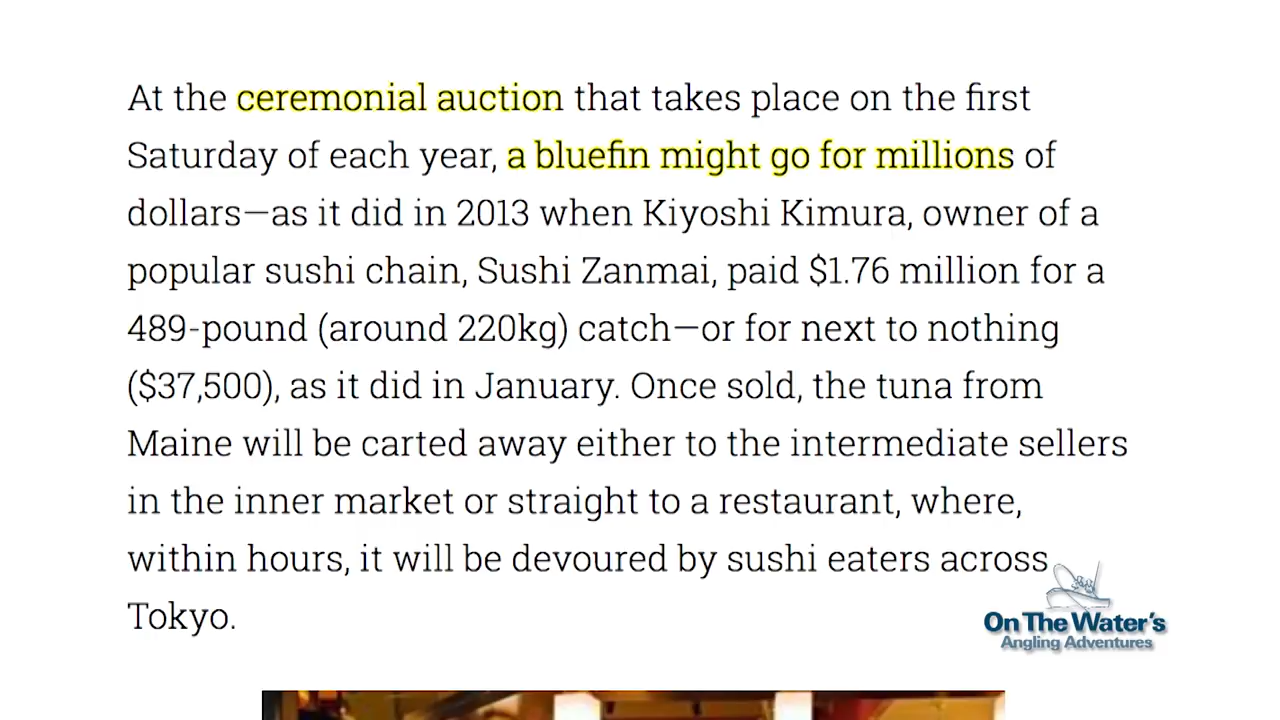 At the ceremonial auction that takes place on the first
Saturday of each year, a bluefin might go for millions of
dollars—as it did in 2013 when Kiyoshi Kimura, owner of a
popular sushi chain, Sushi Zanmai, paid $1.76 million for a
489-pound (around 220kg) catch—or for next to nothing
($37,500), as it did in January. Once sold, the tuna from
Maine will be carted away either to the intermediate sellers
in the inner market or straight to a restaurant, where,
within hours, it will be devoured by sushi eaters across
Tokyo.
On The Water's
Angling Adventures